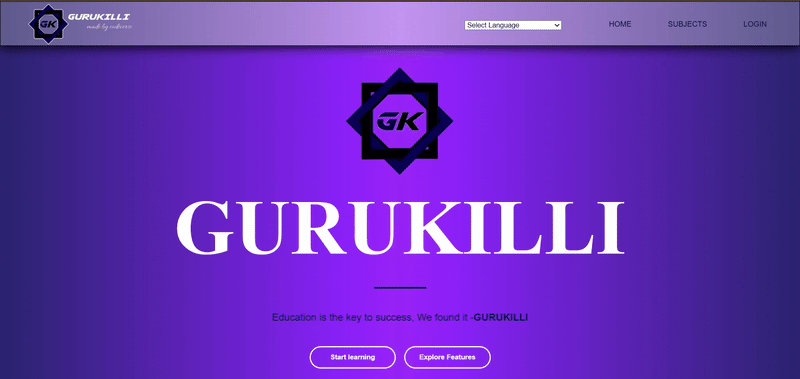 GK GURUKILLI
made by
Select Language
HOME SUBJECTS LOGIN
GK
GURUKILLI
Education is the key to success, We found it -GURUKILLI
Start learning Explore Features